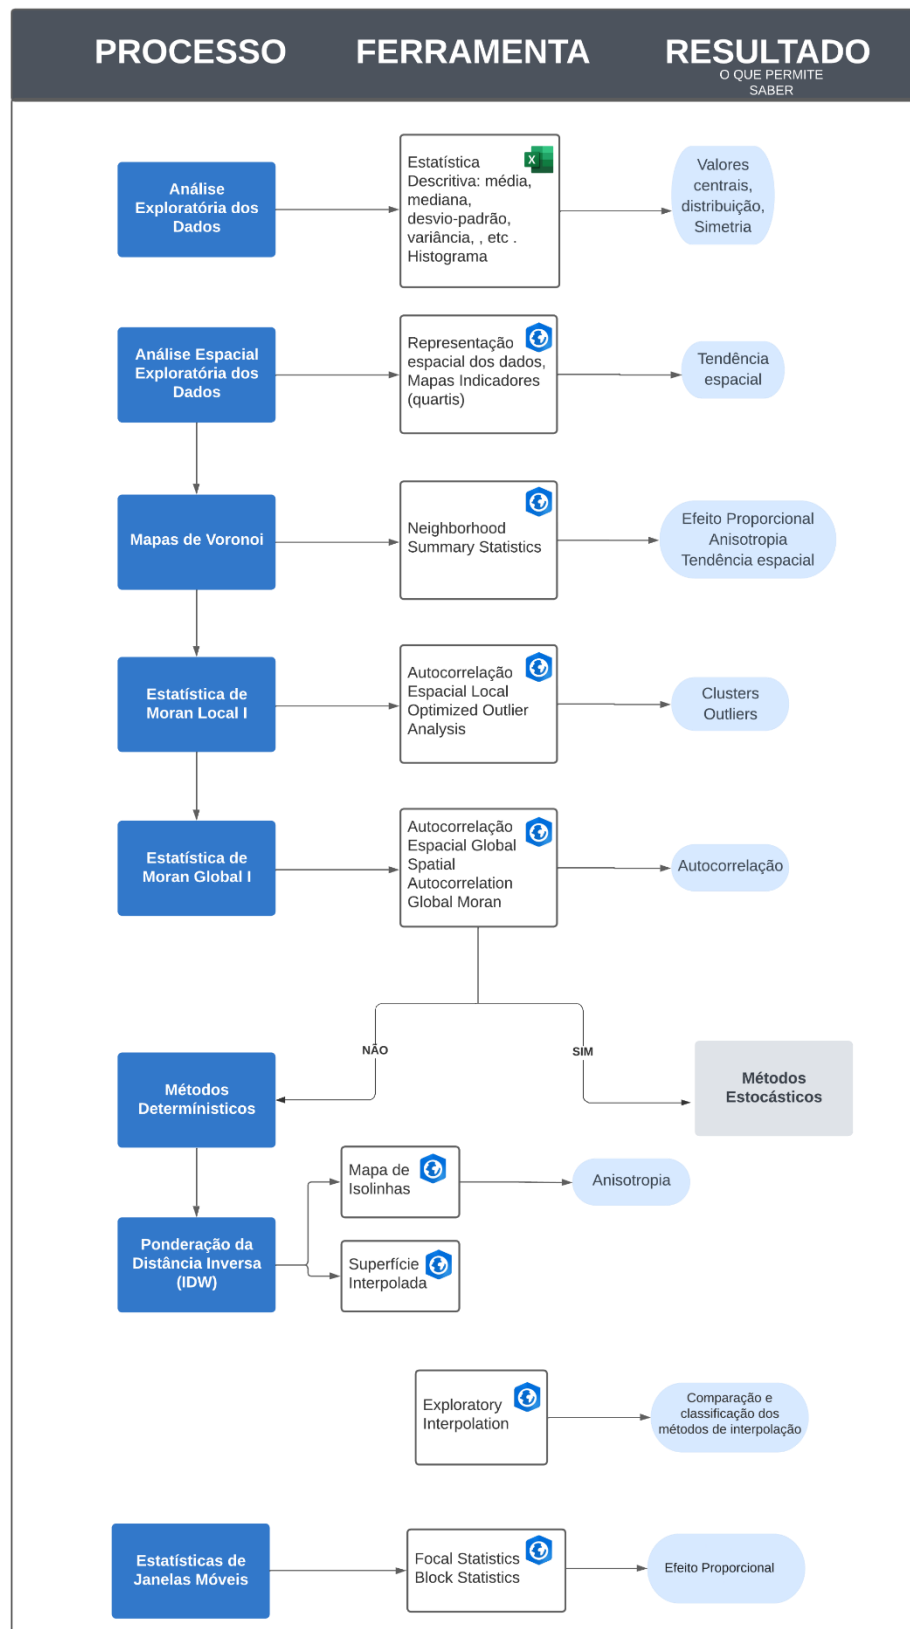 PROCESSO
FERRAMENTA
RESULTADO
O QUE PERMITE
SABER
Análise
Exploratória dos
Dados
Estatística
Descritiva: média,
mediana,
desvio-padrão,
variância, , etc .
Histograma
X
Valores
centrais,
distribuição,
Simetria
Análise Espacial
Exploratória dos
Dados
Representação
espacial dos dados,
Mapas Indicadores
(quartis)
Tendência
espacial
Mapas de Voronoi
Neighborhood
Summary Statistics
Efeito Proporcional
Anisotropia
Tendência espacial
Estatística de
Moran Local I
Autocorrelação
Espacial Local
Optimized Outlier
Analysis
Clusters
Outliers
Estatística de
Moran Global I
Autocorrelação
Espacial Global
Spatial
Autocorrelation
Global Moran
Autocorrelação
NÃO
SIM
Métodos
Determínisticos
Métodos
Estocásticos
Mapa de
Isolinhas
Anisotropia
Ponderação da
Distância Inversa
(IDW)
Superfície
Interpolada
Exploratory
Interpolation
Comparação e
classificação dos
métodos de interpolação
Estatísticas de
Janelas Móveis
Focal Statistics
Block Statistics
Efeito Proporcional